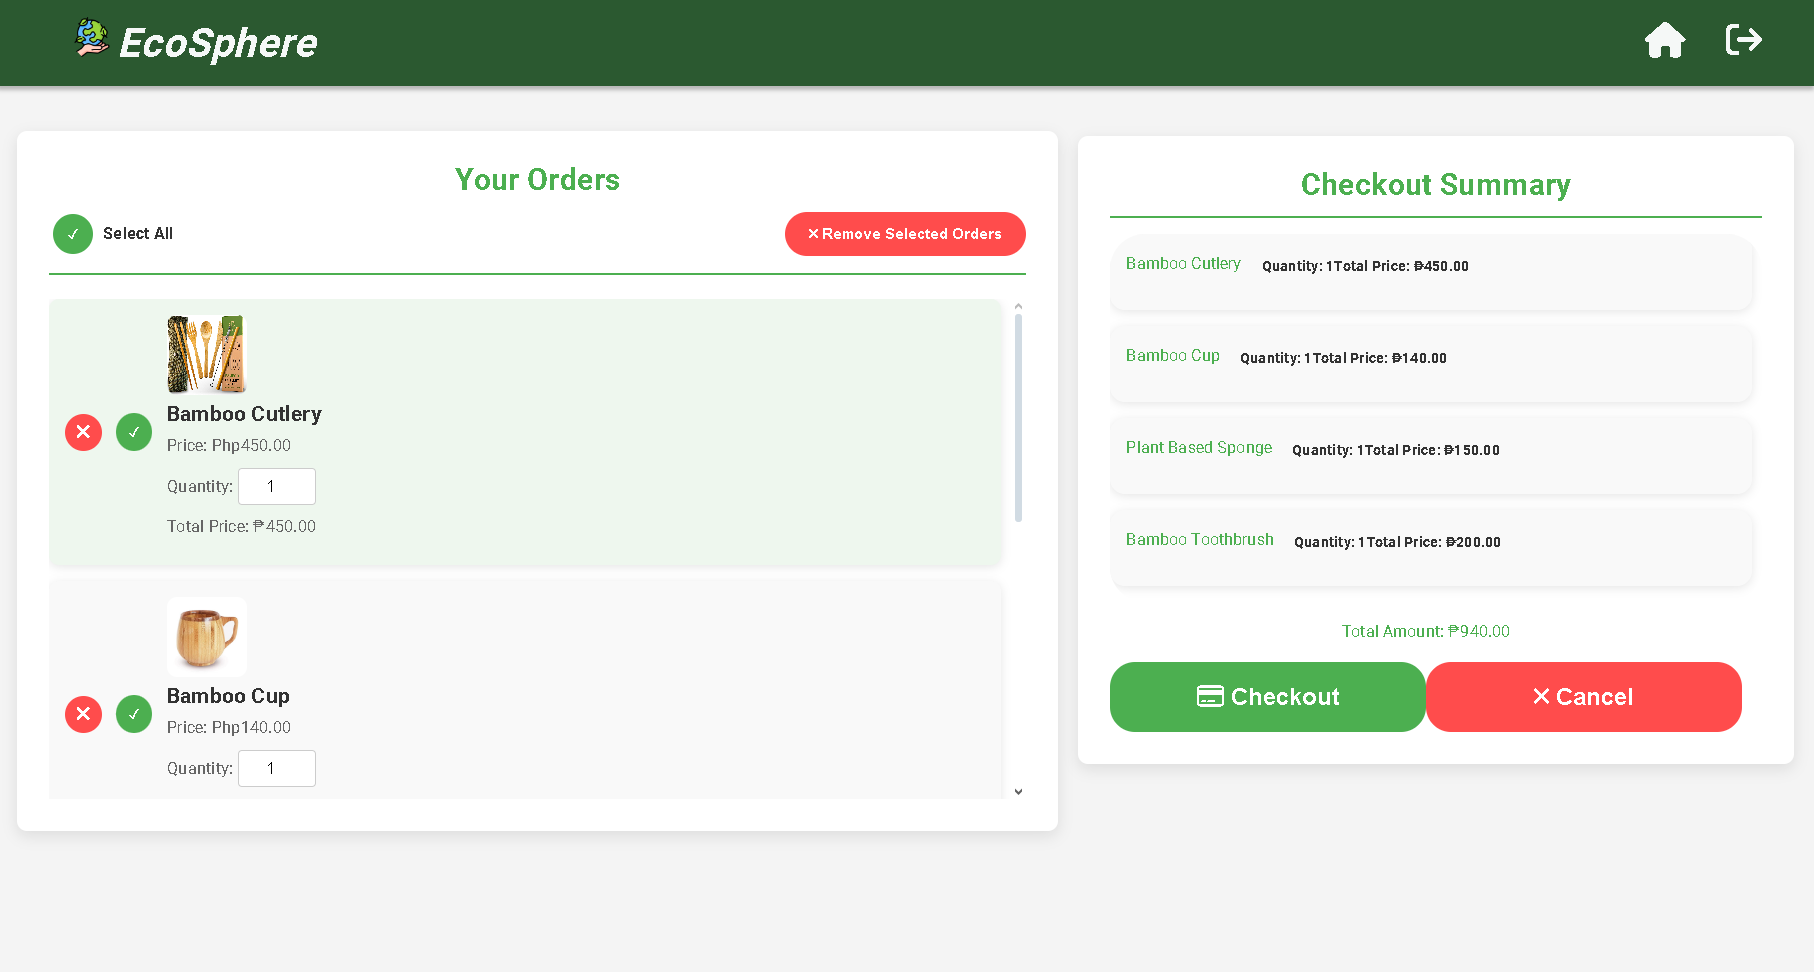 EcoSphere
Your Orders
✓ Select All
✕ Remove Selected Orders
Bamboo Cutlery
Price: Php450.00
Quantity: 1
Total Price: ₱450.00
Bamboo Cup
Price: Php140.00
Quantity: 1
Checkout Summary
Bamboo Cutlery Quantity: 1Total Price: ₱450.00
Bamboo Cup Quantity: 1Total Price: ₱140.00
Plant Based Sponge Quantity: 1Total Price: ₱150.00
Bamboo Toothbrush Quantity: 1Total Price: ₱200.00
Total Amount: ₱940.00
Checkout
✕ Cancel